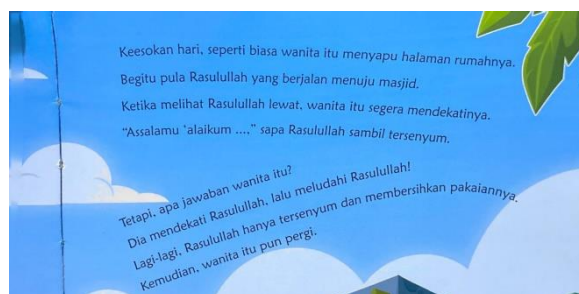 Keesokan hari, seperti biasa wanita itu menyapu halaman rumahnya.
Begitu pula Rasulullah yang berjalan menuju masjid.
Ketika melihat Rasulullah lewat, wanita itu segera mendekatinya.
“Assalamu ‘alaikum ....” sapa Rasulullah sambil tersenyum.
Tetapi, apa jawaban wanita itu?
Dia mendekati Rasulullah, lalu meludahi Rasulullah!
Lagi-lagi, Rasulullah hanya tersenyum dan membersihkan pakaiannya.
Kemudian, wanita itu pun pergi.